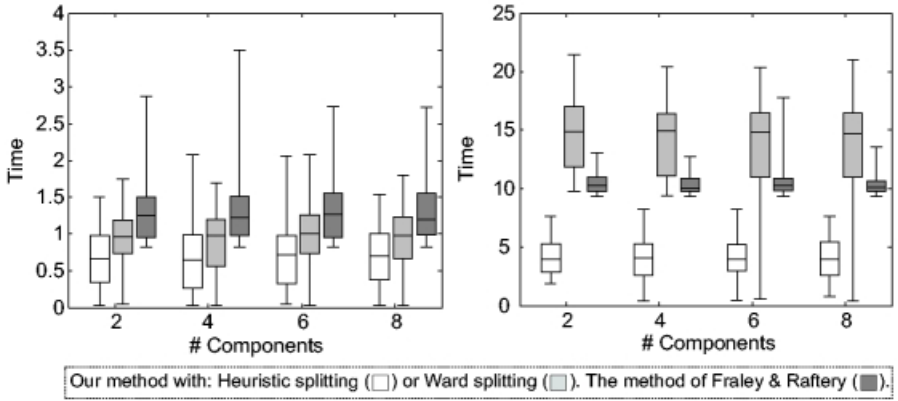 4
3.5
3
2.5
2
1.5
1
0.5
0
Time
2 4 6 8
# Components
25
20
15
10
5
0
Time
2 4 6 8
# Components
Our method with: Heuristic splitting ( ) or Ward splitting ( ). The method of Fraley & Raftery ( ).